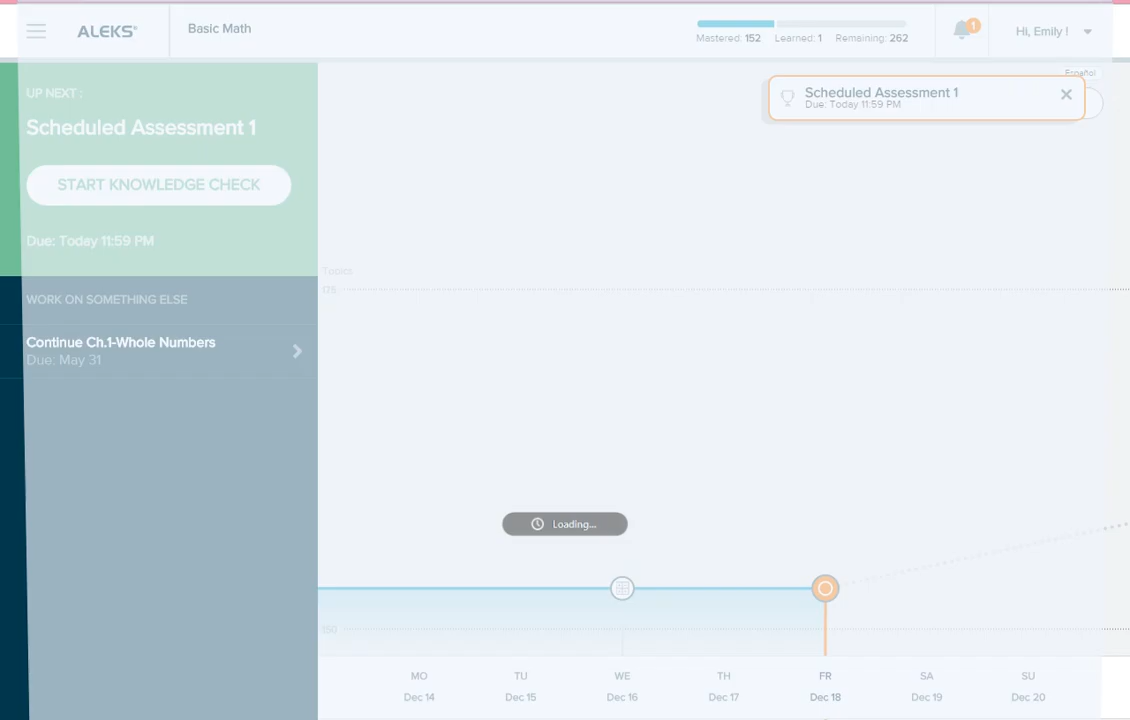 ALEKS®
Basic Math
Mastered: 152 Learned: 1 Remaining: 262
1
Hi, Emily !
Español
UP NEXT :
Scheduled Assessment 1
START KNOWLEDGE CHECK
Due: Today 11:59 PM
Scheduled Assessment 1
Due: Today 11:59 PM
WORK ON SOMETHING ELSE
Continue Ch.1-Whole Numbers
Due: May 31
Topics
175
Loading...
150
MO TU WE TH FR SA SU
Dec 14 Dec 15 Dec 16 Dec 17 Dec 18 Dec 19 Dec 20